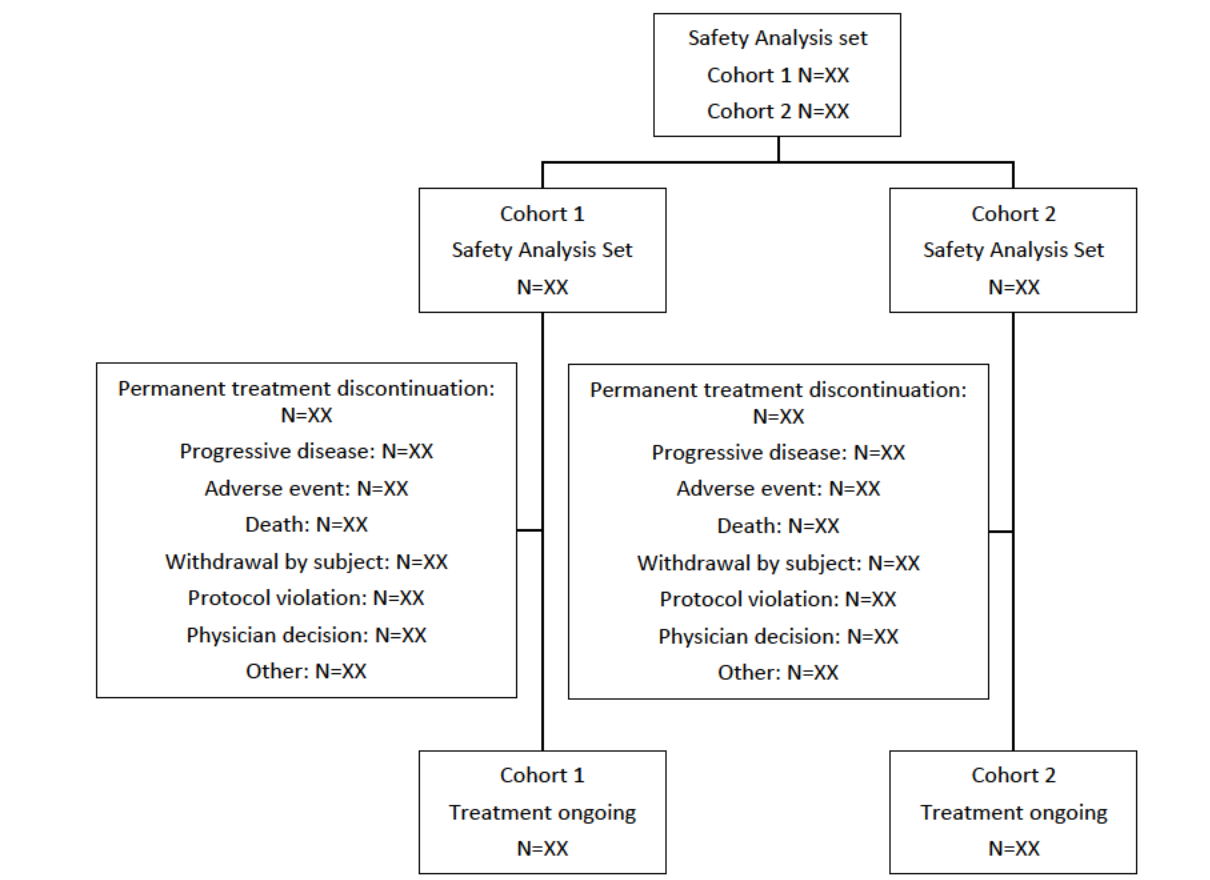 Safety Analysis set
Cohort 1 N=XX
Cohort 2 N=XX
Cohort 1
Safety Analysis Set
N=XX
Cohort 2
Safety Analysis Set
N=XX
Permanent treatment discontinuation:
N=XX
Progressive disease: N=XX
Adverse event: N=XX
Death: N=XX
Withdrawal by subject: N=XX
Protocol violation: N=XX
Physician decision: N=XX
Other: N=XX
Permanent treatment discontinuation:
N=XX
Progressive disease: N=XX
Adverse event: N=XX
Death: N=XX
Withdrawal by subject: N=XX
Protocol violation: N=XX
Physician decision: N=XX
Other: N=XX
Cohort 1
Treatment ongoing
N=XX
Cohort 2
Treatment ongoing
N=XX